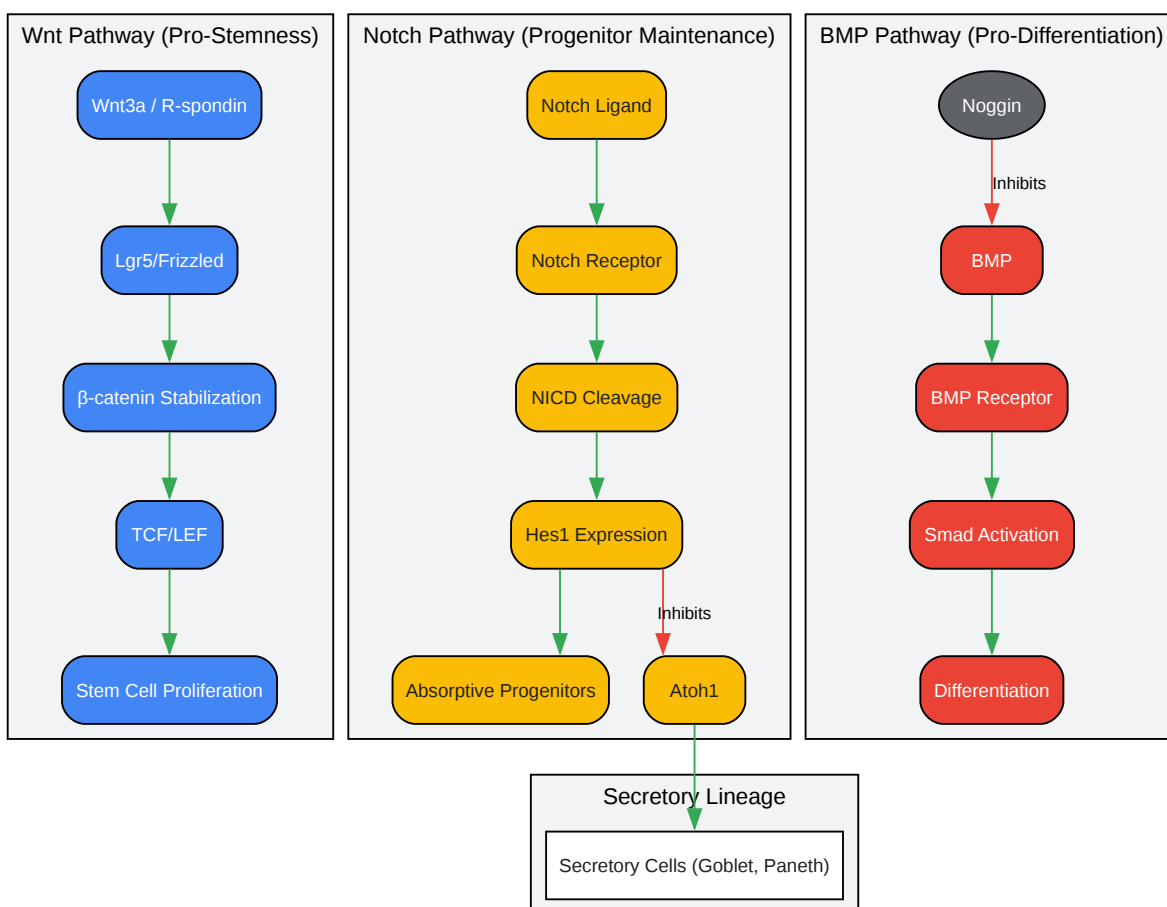 Wnt Pathway (Pro-Stemness)
Wnt3a / R-spondin
Lgr5/Frizzled
β-catenin Stabilization
TCF/LEF
Stem Cell Proliferation
Notch Pathway (Progenitor Maintenance)
Notch Ligand
Notch Receptor
NICD Cleavage
Hes1 Expression
Inhibits
Absorptive Progenitors
Atoh1
BMP Pathway (Pro-Differentiation)
Noggin
Inhibits
BMP
BMP Receptor
Smad Activation
Differentiation
Secretory Lineage
Secretory Cells (Goblet, Paneth)